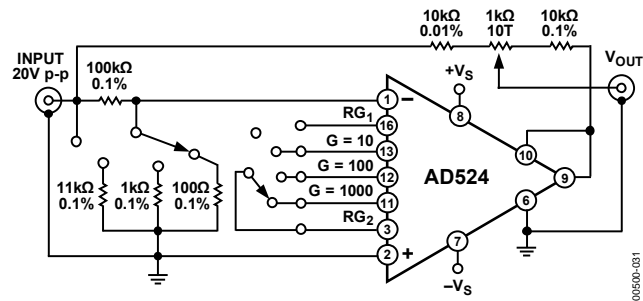 10kΩ 0.01%
1kΩ 10T
10kΩ 0.1%
INPUT 20V p-p
100kΩ 0.1%
+VS
VOUT
1
−
RG1
16
8
G = 10
13
10
G = 100
12
AD524
9
11kΩ 0.1%
1kΩ 0.1%
100Ω 0.1%
G = 1000
11
6
RG2
3
7
2
+
−VS
00500-031